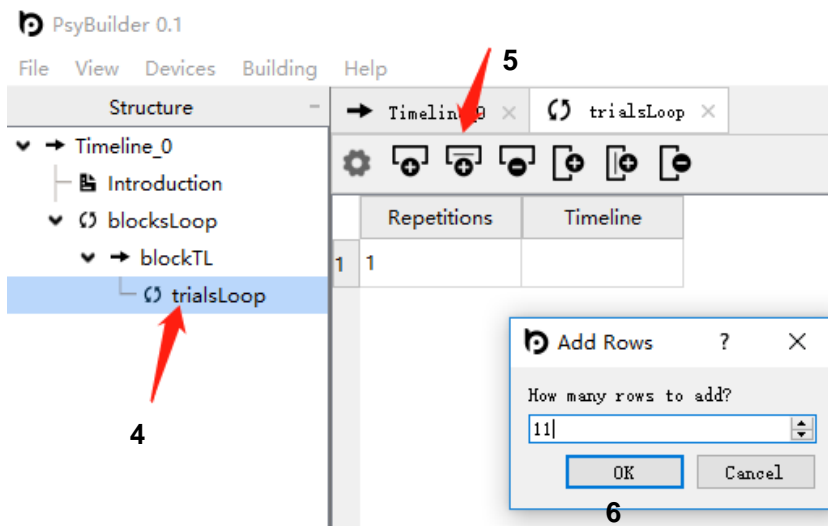 PsyBuilder 0.1
File View Devices Building Help
5
Structure
Timeline_0
trialsLoop
Timeline_0
Introduction
blocksLoop
blockTL
trialsLoop
Repetitions Timeline
1 1
4
Add Rows ? 
How many rows to add?
11
OK Cancel
6